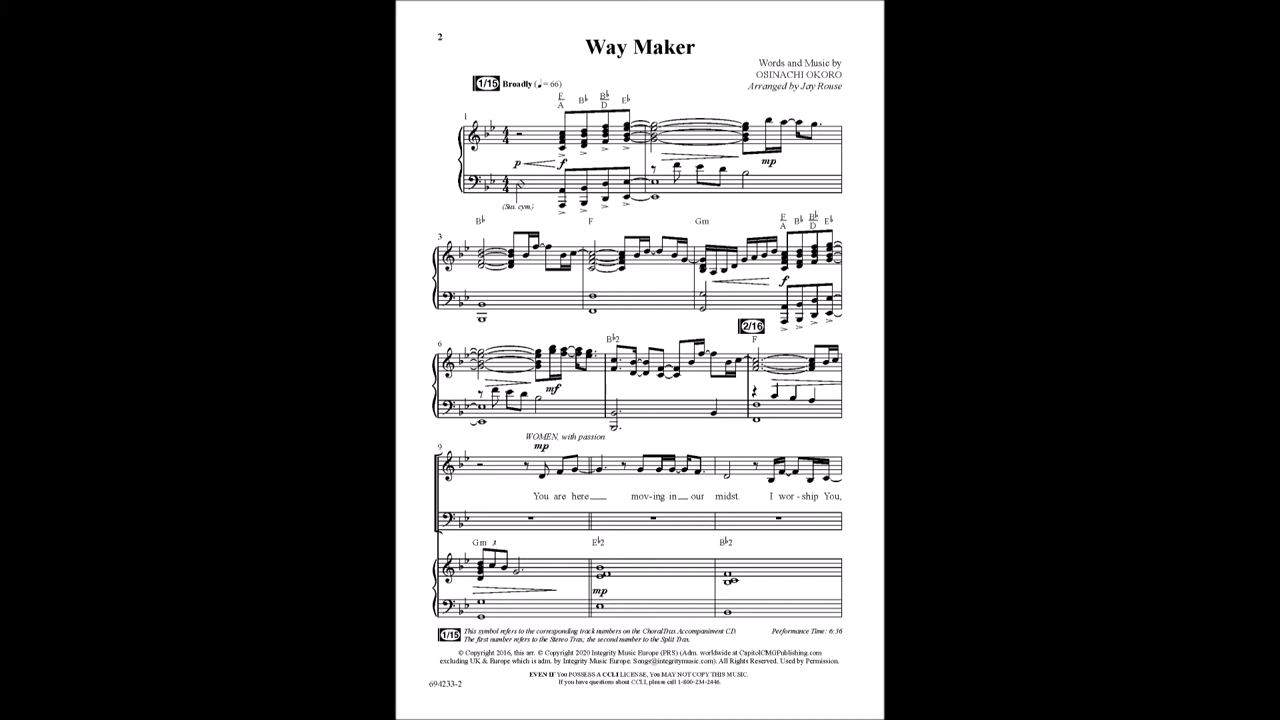 2
Way Maker
Words and Music by
OSINACHI OKORO
Arranged by Jay Rouse
1/15 Broadly (♩= 66)
F/A B♭ B♭/D E♭
1
p f mp
(Sus. cym.)
B♭ F Gm F/A B♭ B♭/D E♭
3
f
2/16
6 B♭2 F
mf
WOMEN, with passion
9 mp
You are here moving in our midst. I wor-ship You,
Gm 3 E♭2 B♭2
mp
1/15 This symbol refers to the corresponding track numbers on the ChoralTrax Accompaniment CD. Performance Time: 6:36
The first number refers to the Stereo Trax; the second number to the Split Trax.
© Copyright 2016, this arr. © Copyright 2020 Integrity Music Europe (PRS) (Adm. worldwide at CapitolCMGPublishing.com
excluding UK & Europe which is adm. by Integrity Music Europe. Songs@integritymusic.com). All Rights Reserved. Used by Permission.
EVEN IF You POSSESS A CCLI LICENSE, You MAY NOT COPY THIS MUSIC.
If you have questions about CCLI, please call 1-800-234-2446.
694233-2